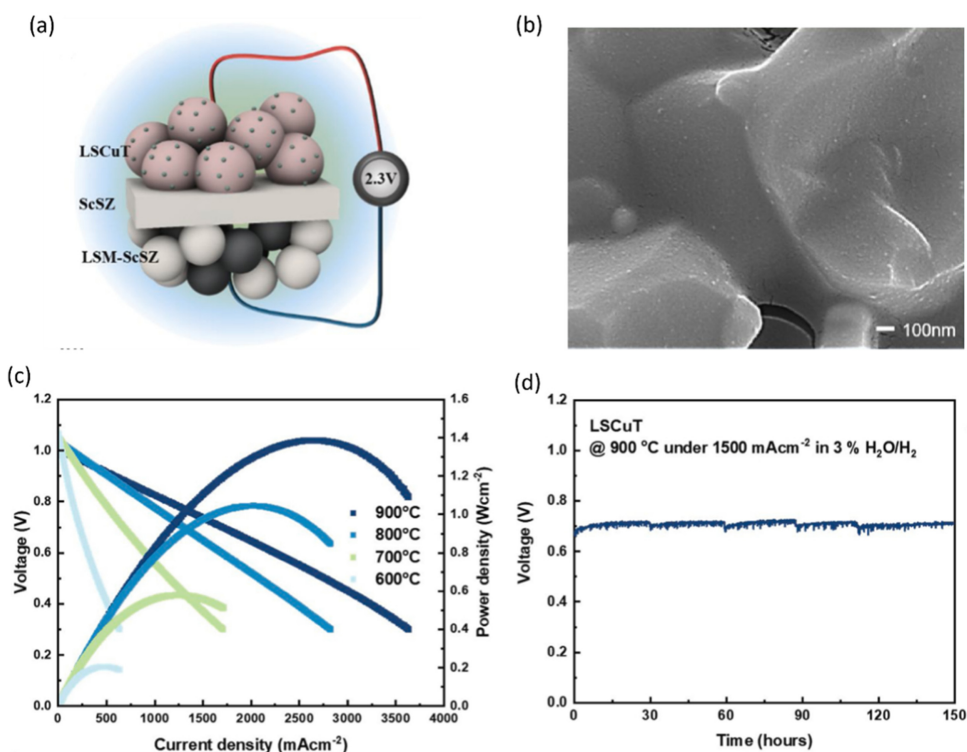 (a)
LSCuT
ScSZ
LSM-ScSZ
2.3V
(b)
100nm
(c)
Voltage (V)
1.2
1.0
0.8
0.6
0.4
0.2
0.0
0 500 1000 1500 2000 2500 3000 3500 4000
Current density (mAcm⁻²)
900°C
800°C
700°C
600°C
1.6
1.4
1.2
1.0
0.8
0.6
0.4
0.2
0.0
Power density (Wcm⁻²)
(d)
Voltage (V)
1.2
1.0
0.8
0.6
0.4
0.2
0.0
LSCuT
@ 900 °C under 1500 mAcm⁻² in 3 % H₂O/H₂
0 30 60 90 120 150
Time (hours)